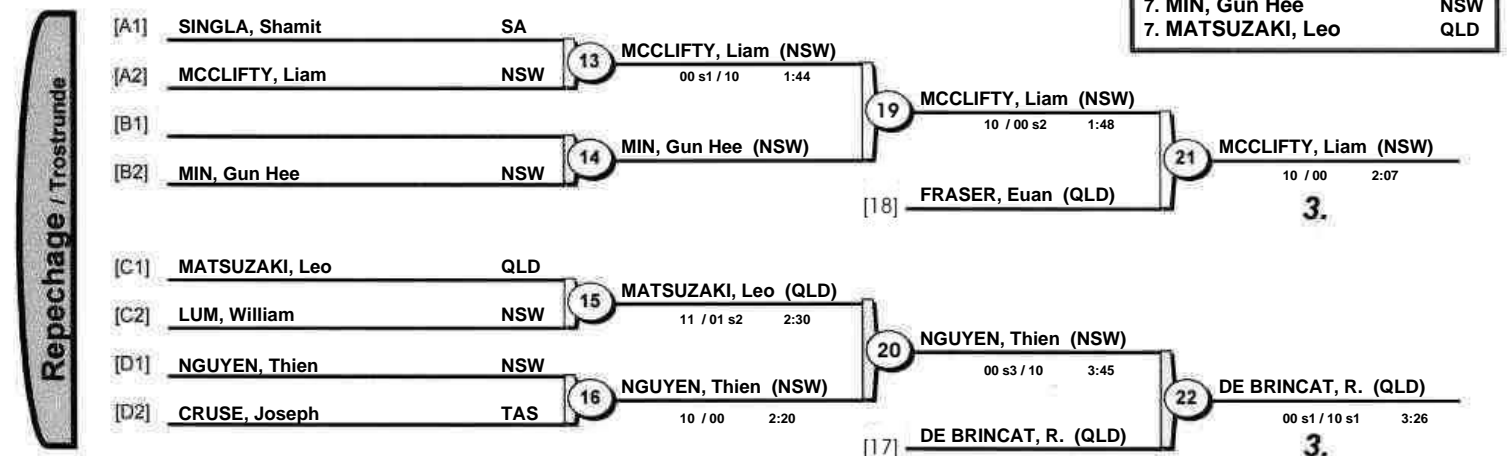 7. MIN, Gun Hee NSW
7. MATSUZAKI, Leo QLD
Repechage / Trostrunde
[A1] SINGLA, Shamit SA
[A2] MCCLIFTY, Liam NSW
13
MCCLIFTY, Liam (NSW)
00 s1 / 10 1:44
[B1]
[B2] MIN, Gun Hee NSW
14
MIN, Gun Hee (NSW)
19
MCCLIFTY, Liam (NSW)
10 / 00 s2 1:48
[18] FRASER, Euan (QLD)
21
MCCLIFTY, Liam (NSW)
10 / 00 2:07
3.
[C1] MATSUZAKI, Leo QLD
[C2] LUM, William NSW
15
MATSUZAKI, Leo (QLD)
11 / 01 s2 2:30
[D1] NGUYEN, Thien NSW
[D2] CRUSE, Joseph TAS
16
NGUYEN, Thien (NSW)
10 / 00 2:20
20
NGUYEN, Thien (NSW)
00 s3 / 10 3:45
[17] DE BRINCAT, R. (QLD)
22
DE BRINCAT, R. (QLD)
00 s1 / 10 s1 3:26
3.